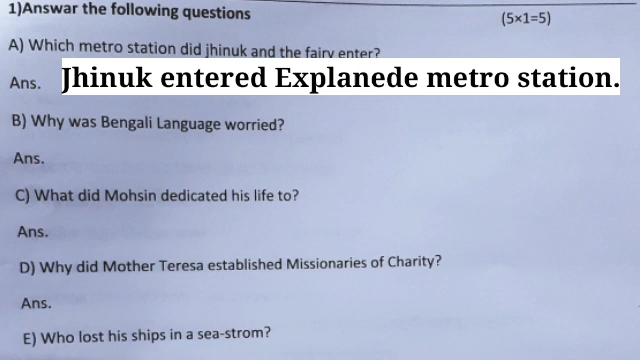 1)Answar the following questions (5×1=5)
A) Which metro station did jhinuk and the fairy enter?
Ans. Jhinuk entered Explanede metro station.
B) Why was Bengali Language worried?
Ans.
C) What did Mohsin dedicated his life to?
Ans.
D) Why did Mother Teresa established Missionaries of Charity?
Ans.
E) Who lost his ships in a sea-strom?